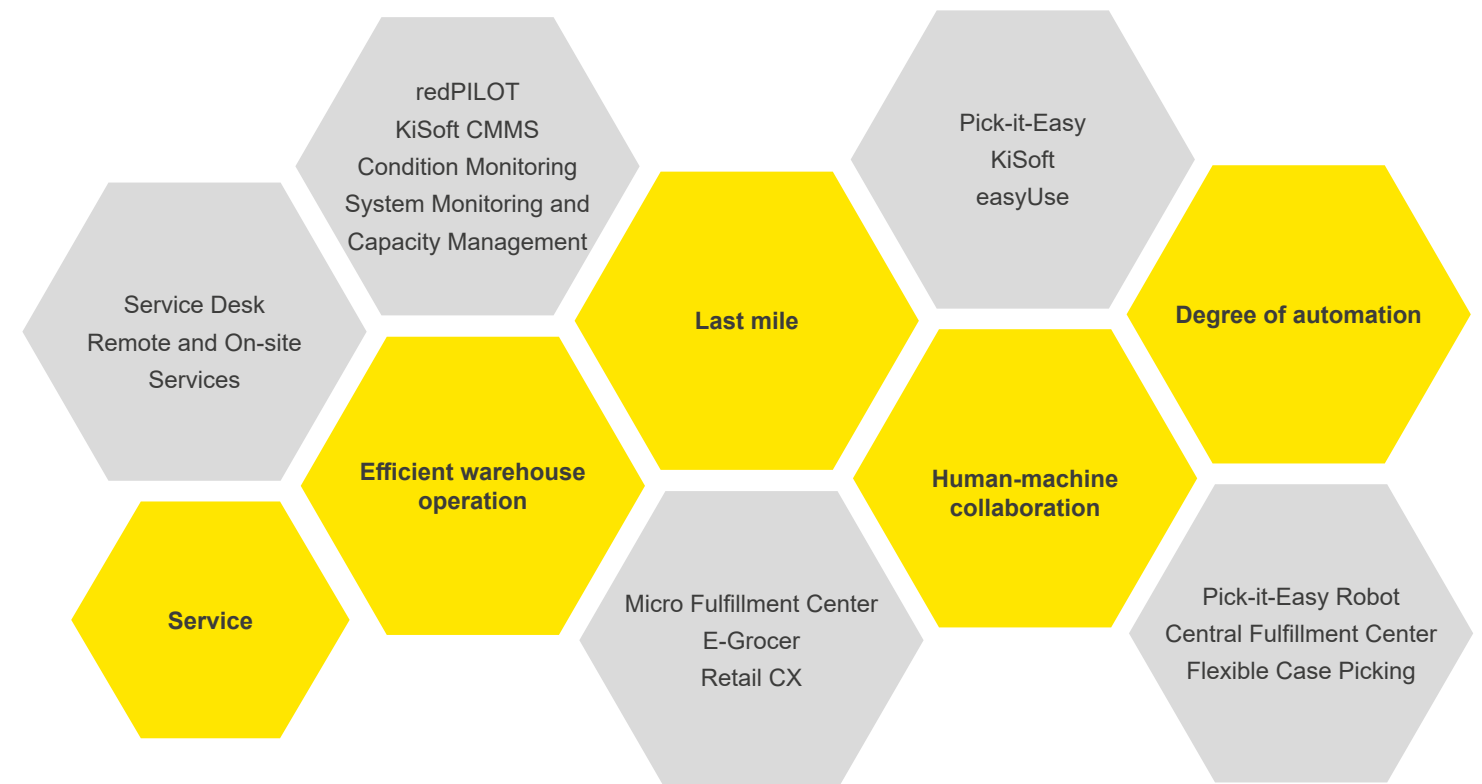 redPILOT
KiSoft CMMS
Condition Monitoring
System Monitoring and
Capacity Management
Pick-it-Easy
KiSoft
easyUse
Service Desk
Remote and On-site
Services
Last mile
Degree of automation
Efficient warehouse
operation
Human-machine
collaboration
Service
Micro Fulfillment Center
E-Grocer
Retail CX
Pick-it-Easy Robot
Central Fulfillment Center
Flexible Case Picking